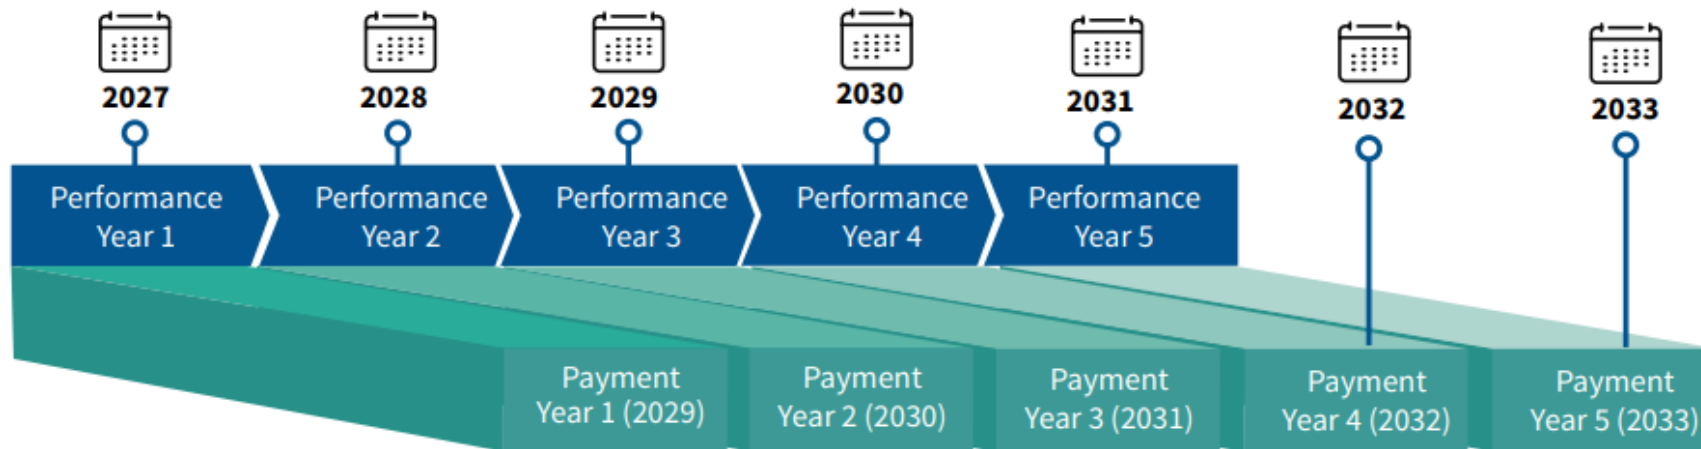 2027
2028
2029
2030
2031
2032
2033
Performance
Year 1
Performance
Year 2
Performance
Year 3
Performance
Year 4
Performance
Year 5
Payment
Year 1 (2029)
Payment
Year 2 (2030)
Payment
Year 3 (2031)
Payment
Year 4 (2032)
Payment
Year 5 (2033)